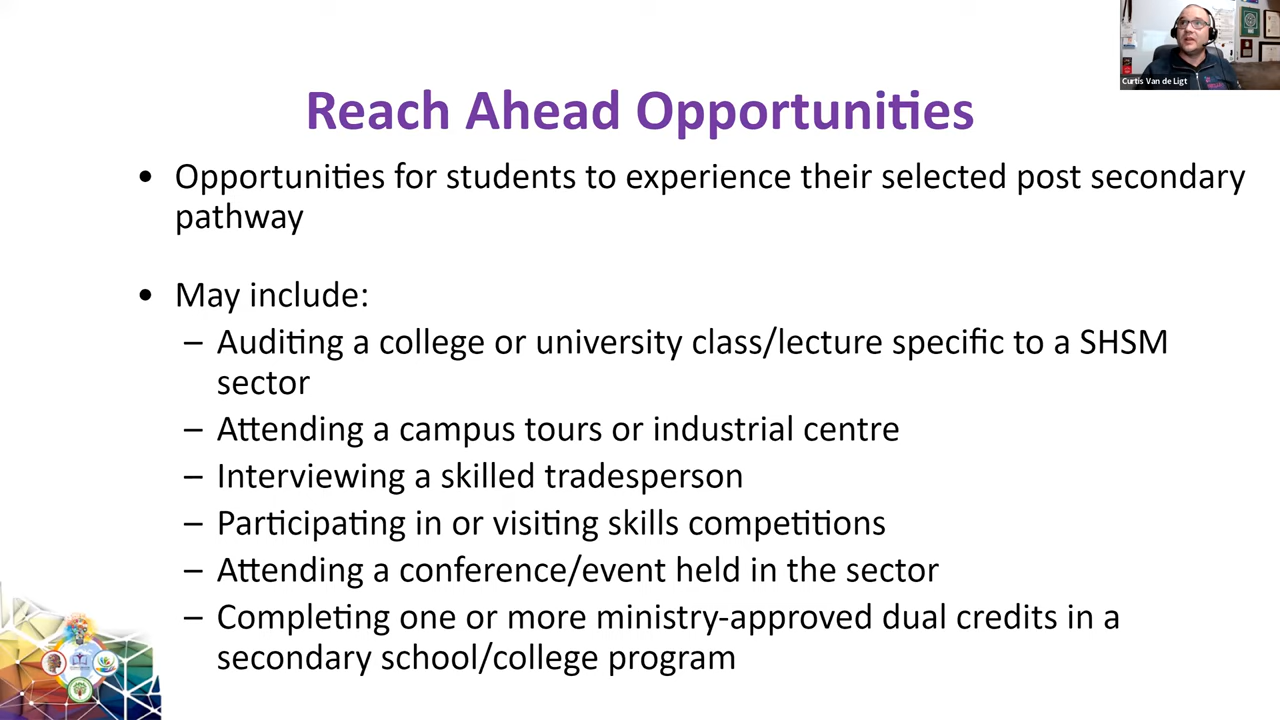 Curtis Van de Ligt
Reach Ahead Opportunities
• Opportunities for students to experience their selected post secondary
pathway
• May include:
– Auditing a college or university class/lecture specific to a SHSM
sector
– Attending a campus tours or industrial centre
– Interviewing a skilled tradesperson
– Participating in or visiting skills competitions
– Attending a conference/event held in the sector
– Completing one or more ministry-approved dual credits in a
secondary school/college program